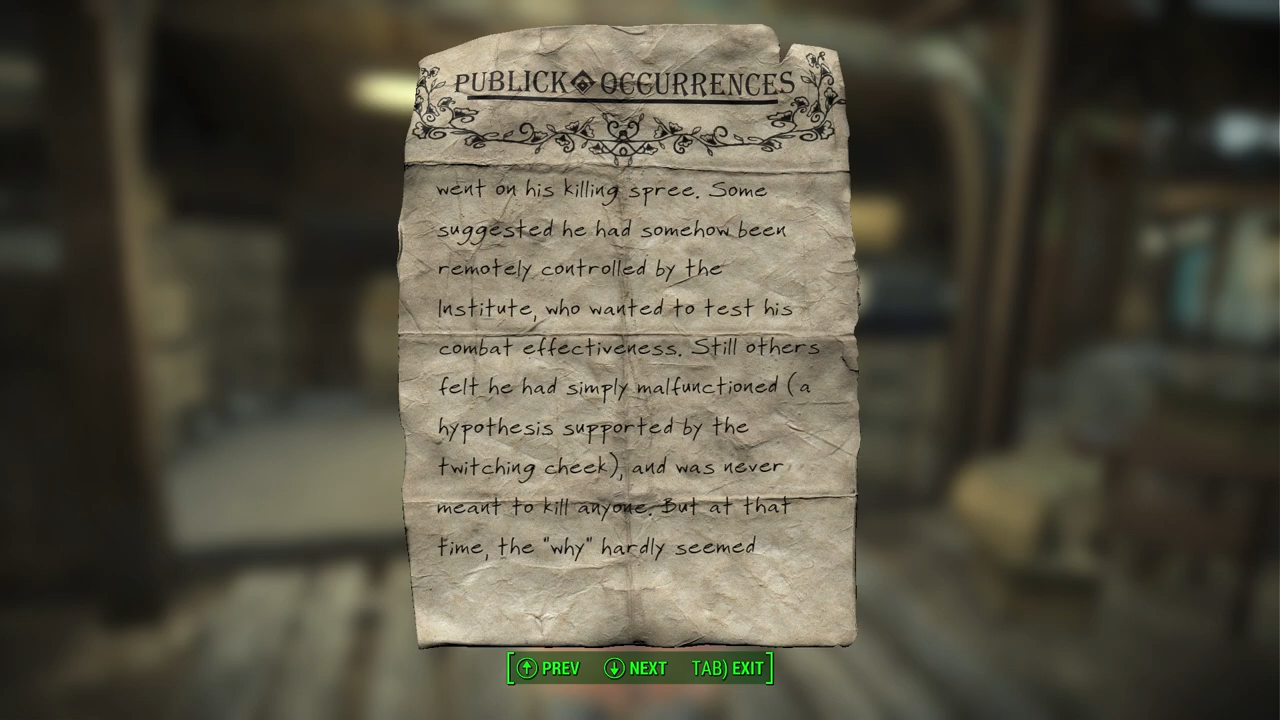 PUBLICK OCCURRENCES
went on his killing spree. Some
suggested he had somehow been
remotely controlled by the
Institute, who wanted to test his
combat effectiveness. Still others
felt he had simply malfunctioned (a
hypothesis supported by the
twitching cheek), and was never
meant to kill anyone. But at that
time, the "why" hardly seemed
PREV NEXT TAB) EXIT